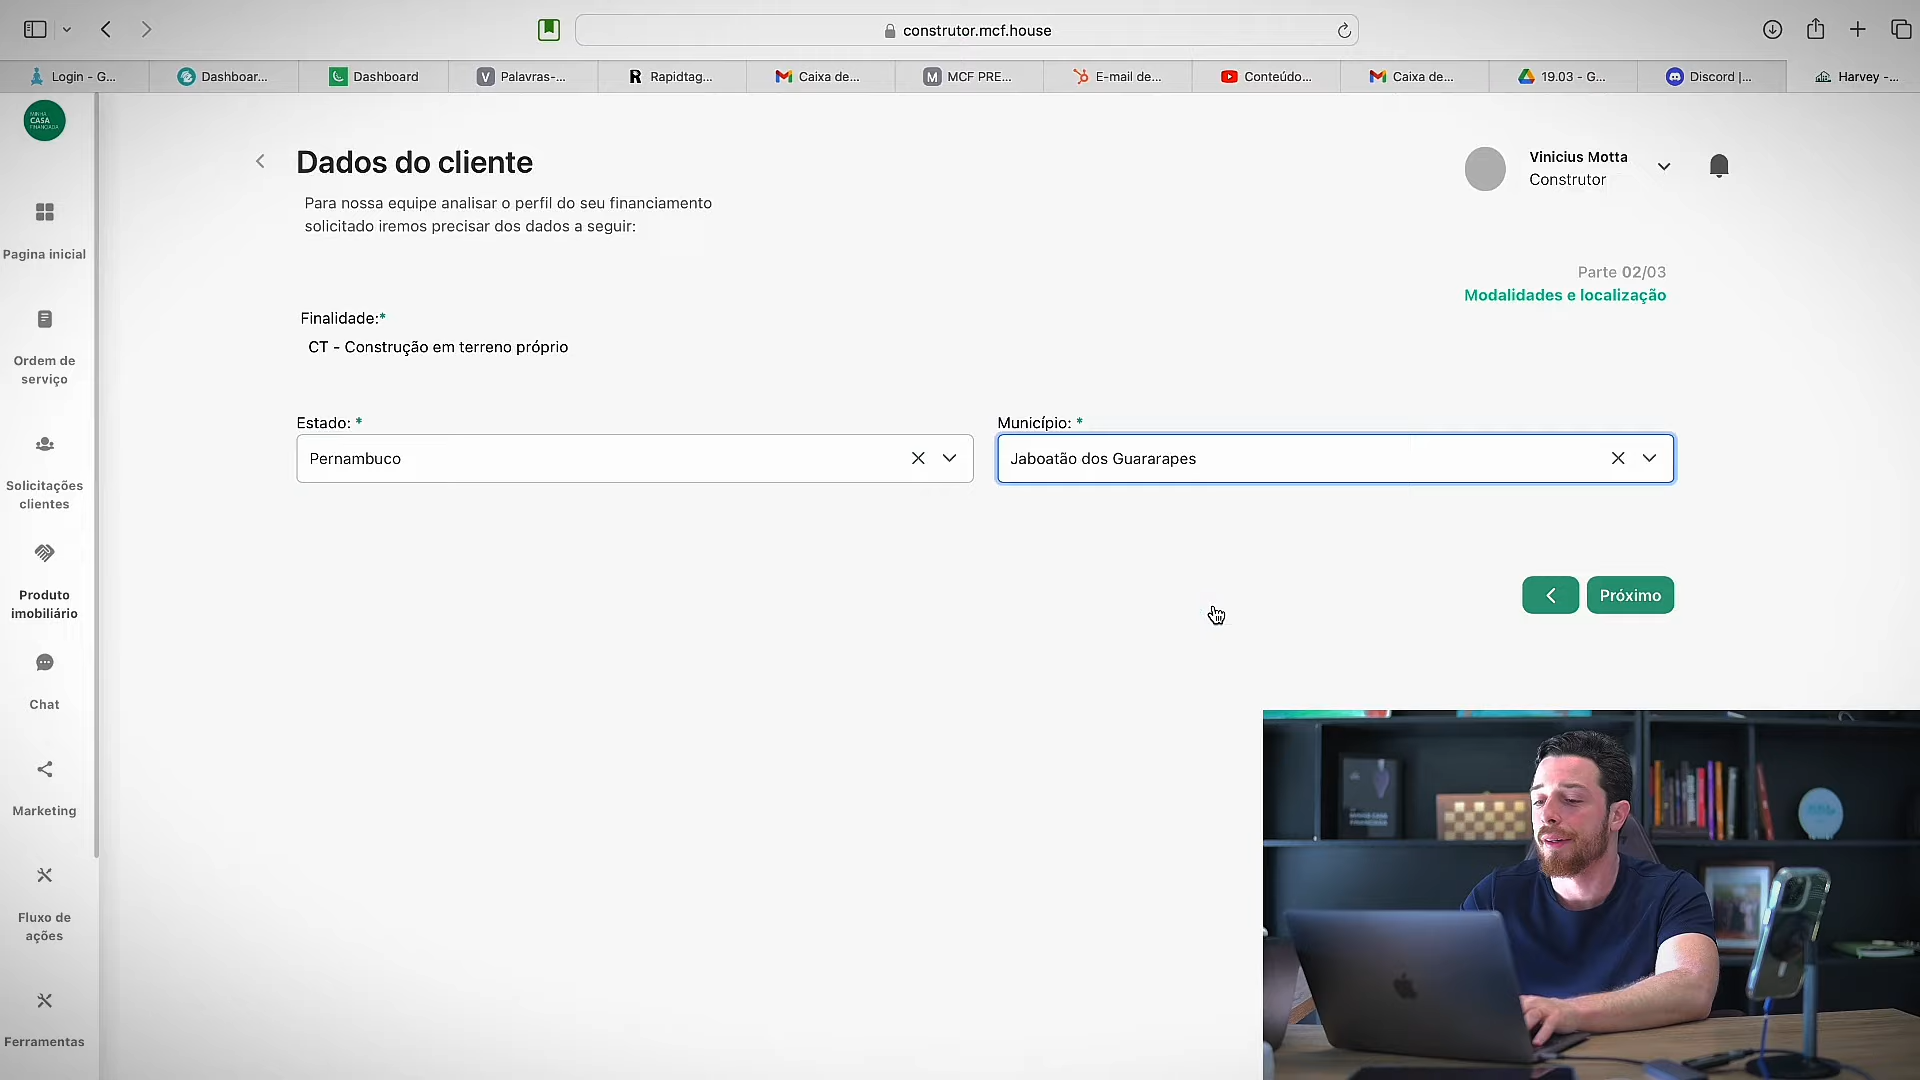 construtor.mcf.house
Login - G...
Dashboar...
Dashboard
Palavras-...
Rapidtag...
Caixa de...
MCF PRE...
E-mail de...
Conteúdo...
Caixa de...
19.03 - G...
Discord |...
Harvey -...
MINHA
CASA
FINANCIADA
Pagina inicial
Ordem de
serviço
Solicitações
clientes
Produto
imobiliário
Chat
Marketing
Fluxo de
ações
Ferramentas
Dados do cliente
Para nossa equipe analisar o perfil do seu financiamento
solicitado iremos precisar dos dados a seguir:
Vinicius Motta
Construtor
Parte 02/03
Modalidades e localização
Finalidade:*
CT - Construção em terreno próprio
Estado: *
Pernambuco
Município: *
Jaboatão dos Guararapes
Próximo